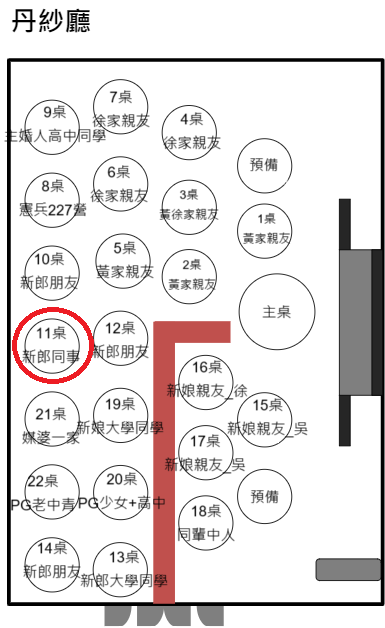 丹紗廳
7桌
徐家親友
9桌
主婚人高中同學
4桌
徐家親友
預備
6桌
徐家親友
8桌
憲兵227營
3桌
黃徐家親友
1桌
黃家親友
5桌
黃家親友
10桌
新郎朋友
2桌
黃家親友
主桌
11桌
新郎同事
12桌
新郎朋友
16桌
新娘親友_徐
15桌
新娘親友_吳
19桌
新娘大學同學
21桌
媒婆一家
17桌
新娘親友_吳
預備
22桌
PG老中青
20桌
PG少女+高中
18桌
同輩中人
14桌
新郎朋友
13桌
新郎大學同學